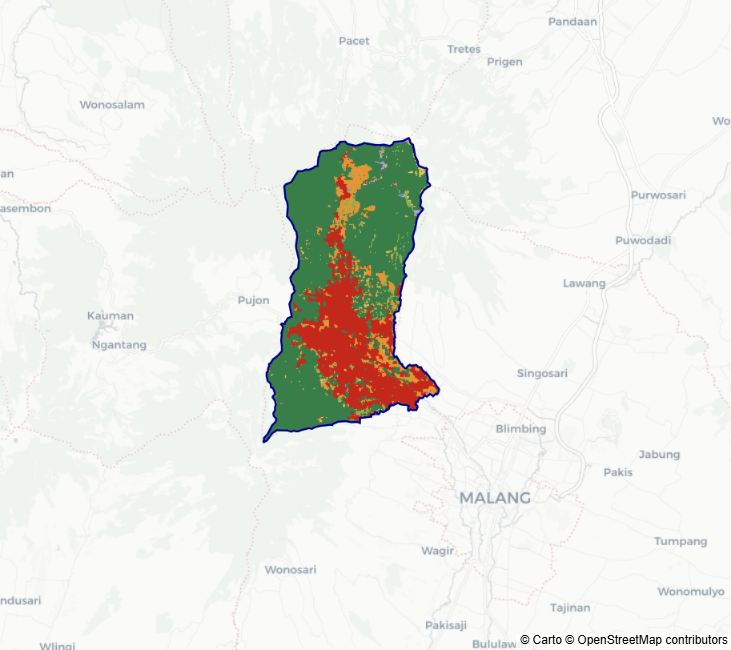 Pandaan
Pacet
Tretes
Prigen
Wonosalam
Wo
an
asembon
Purwosari
Puwodadi
Lawang
Pujon
Kauman
Ngantang
Singosari
Blimbing
Jabung
Pakis
MALANG
Tumpang
Wagir
Wonosari
Wonomulyo
ndusari
Tajinan
Pakisaji
Wlingi
Bululaw
© Carto © OpenStreetMap contributors